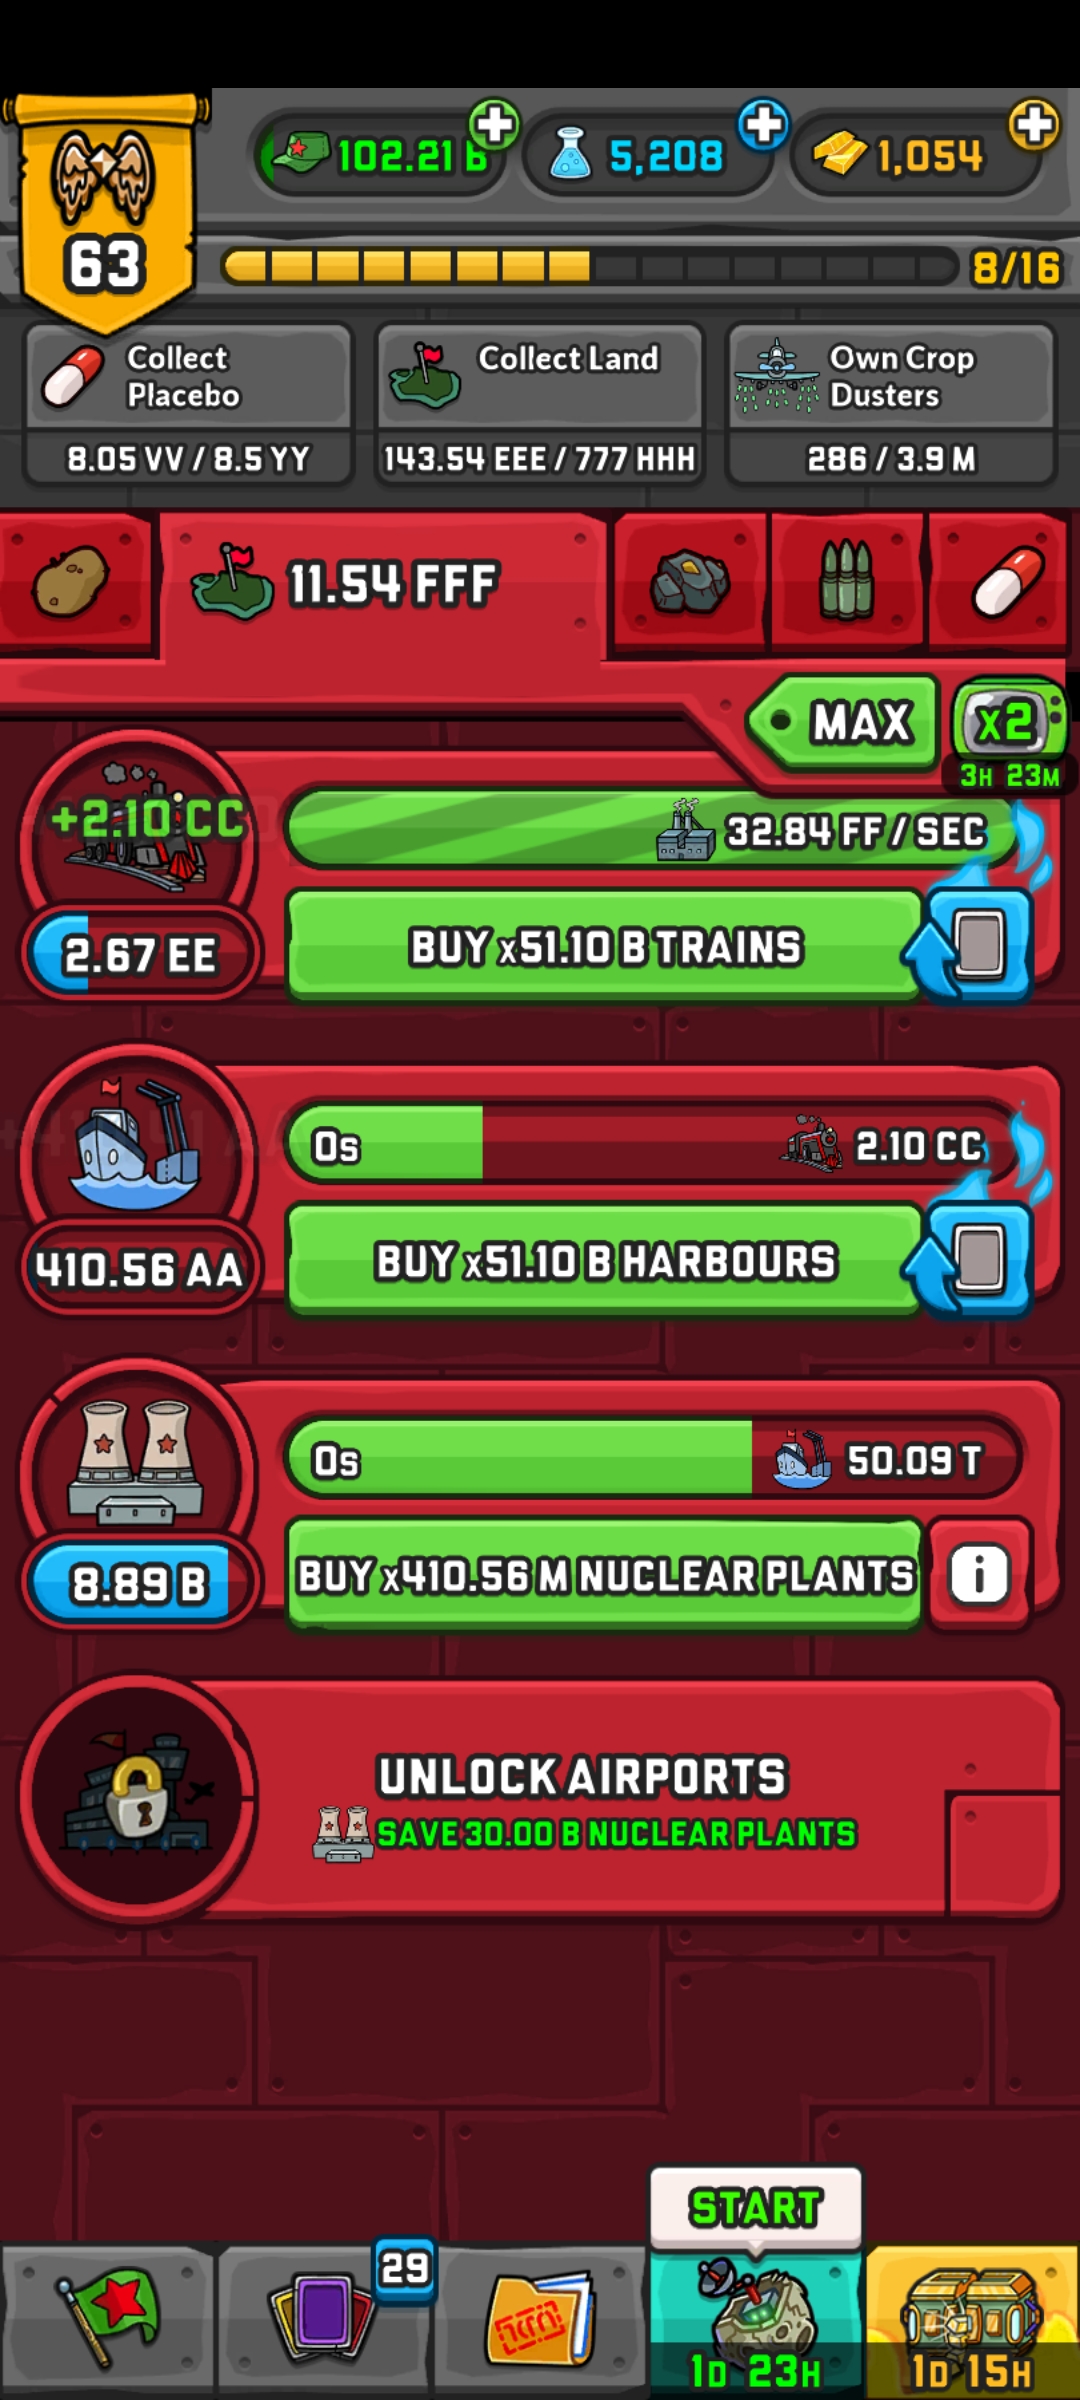 102.21 B
5,208
1,054
63
8/16
Collect
Placebo
8.05 VV / 8.5 YY
Collect Land
143.54 EEE / 777 HHH
Own Crop
Dusters
286 / 3.9 M
11.54 FFF
MAX
x2
3H 23M
+2.10 CC
32.84 FF / SEC
2.67 EE
BUY x51.10 B TRAINS
0s
2.10 CC
410.56 AA
BUY x51.10 B HARBOURS
0s
50.09 T
8.89 B
BUY x410.56 M NUCLEAR PLANTS
i
UNLOCK AIRPORTS
SAVE 30.00 B NUCLEAR PLANTS
START
29
1D 23H
1D 15H